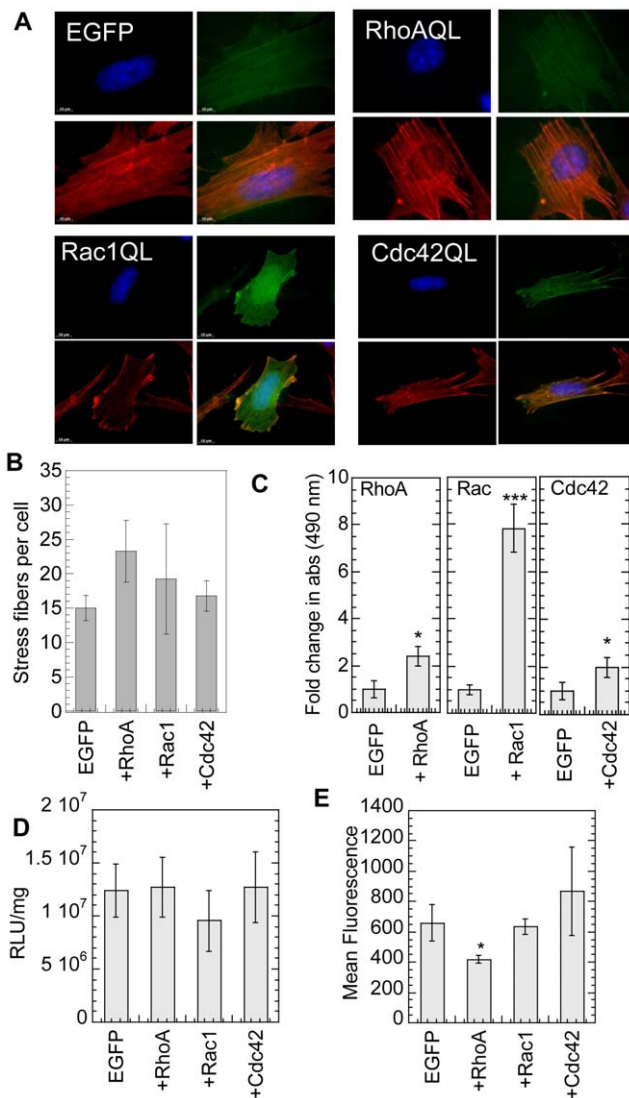 A
EGFP
RhoAQL
Rac1QL
Cdc42QL
B
Stress fibers per cell
35
30
25
20
15
10
5
0
EGFP
+RhoA
+Rac1
+Cdc42
C
Fold change in abs (490 nm)
10
8
6
4
2
0
RhoA
Rac
Cdc42
*
***
*
EGFP
+ RhoA
EGFP
+ Rac1
EGFP
+Cdc42
D
RLU/mg
2 10⁷
1.5 10⁷
1 10⁷
5 10⁶
0
EGFP
+RhoA
+Rac1
+Cdc42
E
Mean Fluorescence
1400
1200
1000
800
600
400
200
0
*
EGFP
+RhoA
+Rac1
+Cdc42